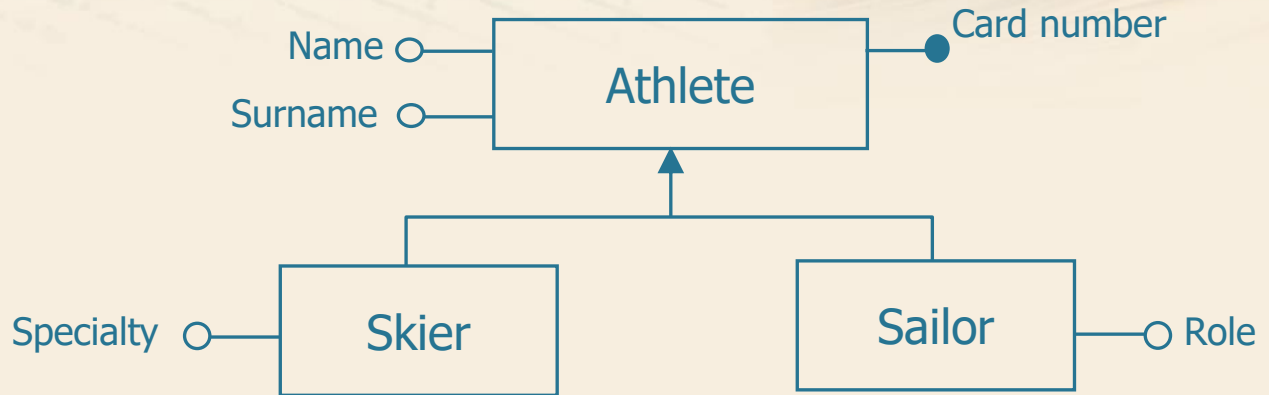 Name
Surname
Athlete
Card number
Specialty
Skier
Sailor
Role